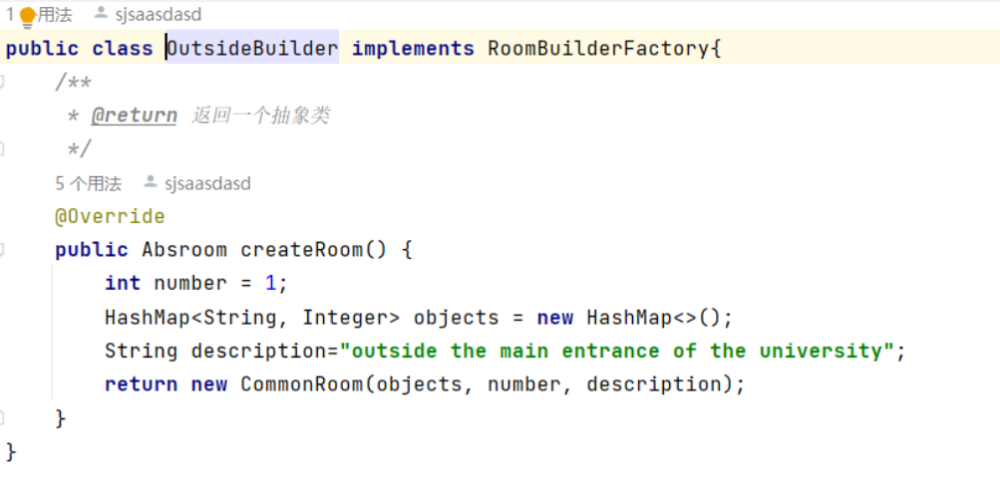 1 用法 sjsaasdasd
public class OutsideBuilder implements RoomBuilderFactory{
/**
* @return 返回一个抽象类
*/
5 个用法 sjsaasdasd
@Override
public Absroom createRoom() {
int number = 1;
HashMap<String, Integer> objects = new HashMap<>();
String description="outside the main entrance of the university";
return new CommonRoom(objects, number, description);
}
}